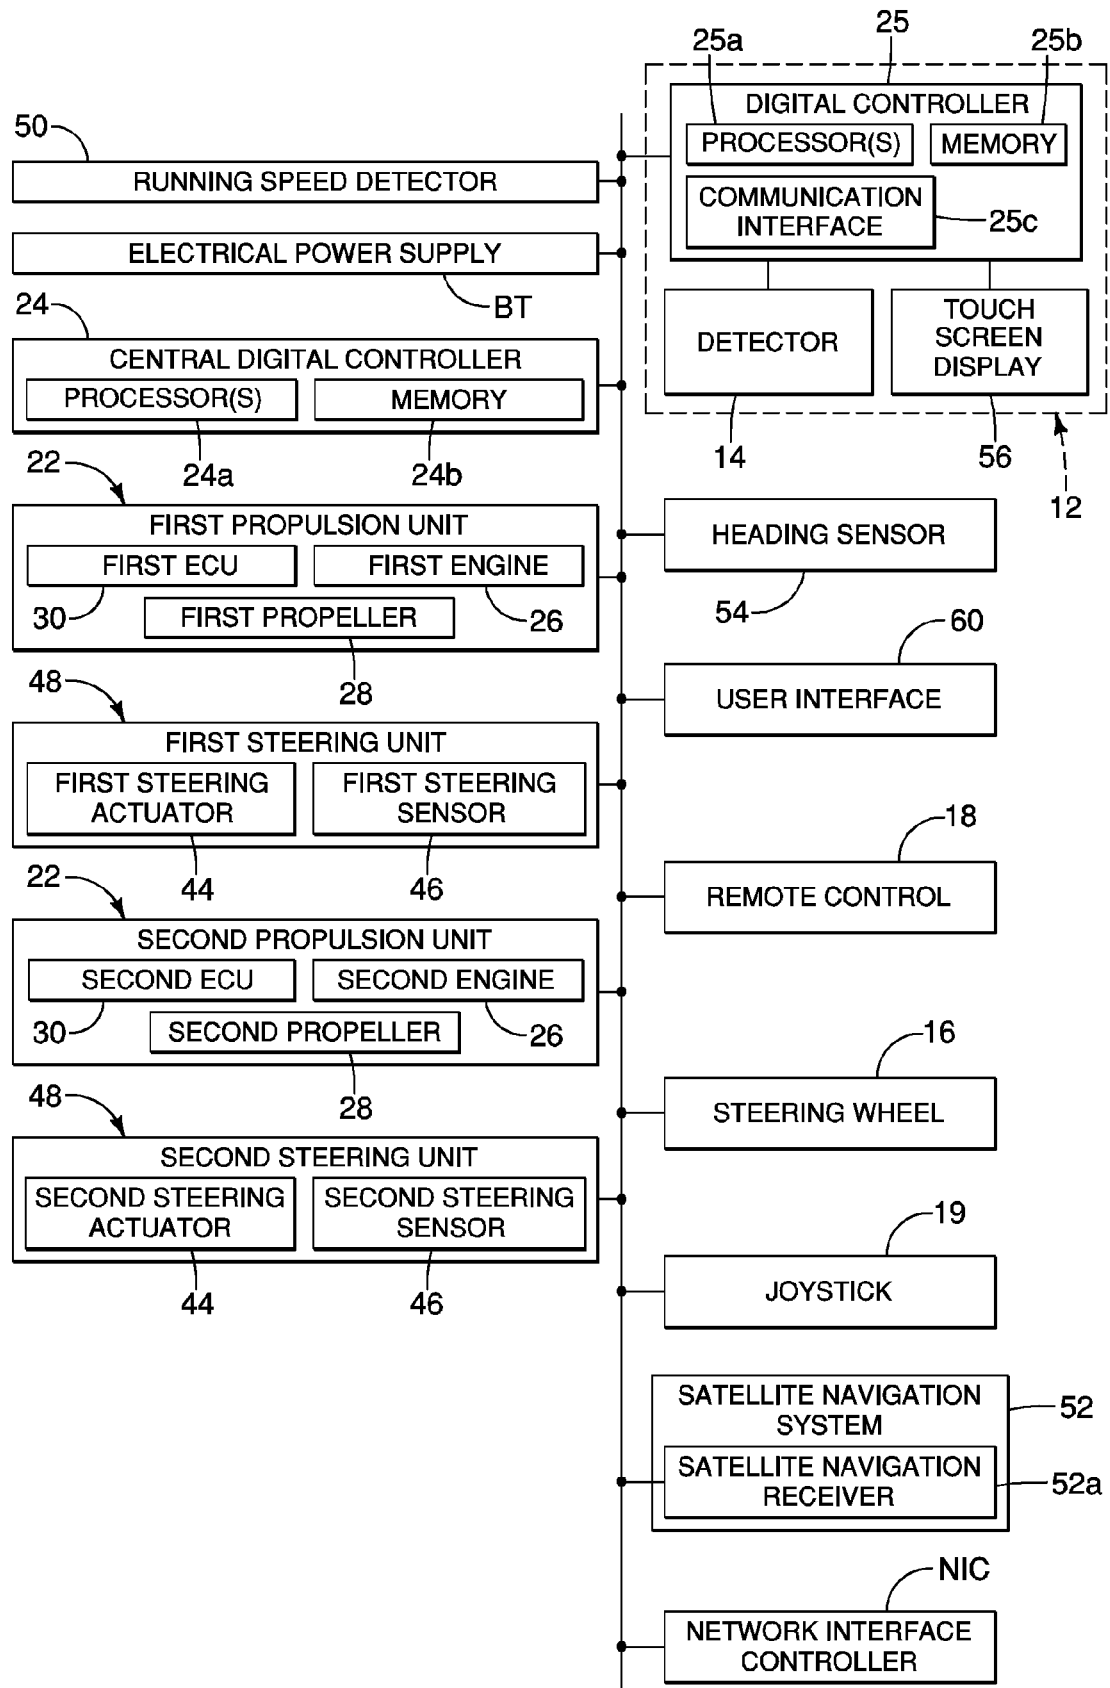 50
RUNNING SPEED DETECTOR
ELECTRICAL POWER SUPPLY
BT
24
CENTRAL DIGITAL CONTROLLER
PROCESSOR(S)
MEMORY
24a
24b
22
FIRST PROPULSION UNIT
FIRST ECU
FIRST ENGINE
30
FIRST PROPELLER
26
28
48
FIRST STEERING UNIT
FIRST STEERING
ACTUATOR
FIRST STEERING
SENSOR
44
46
22
SECOND PROPULSION UNIT
SECOND ECU
SECOND ENGINE
30
SECOND PROPELLER
26
28
48
SECOND STEERING UNIT
SECOND STEERING
ACTUATOR
SECOND STEERING
SENSOR
44
46
25
25a
25b
DIGITAL CONTROLLER
PROCESSOR(S)
MEMORY
COMMUNICATION
INTERFACE
25c
DETECTOR
TOUCH
SCREEN
DISPLAY
14
56
12
HEADING SENSOR
54
60
USER INTERFACE
18
REMOTE CONTROL
16
STEERING WHEEL
19
JOYSTICK
SATELLITE NAVIGATION
SYSTEM
52
SATELLITE NAVIGATION
RECEIVER
52a
NIC
NETWORK INTERFACE
CONTROLLER